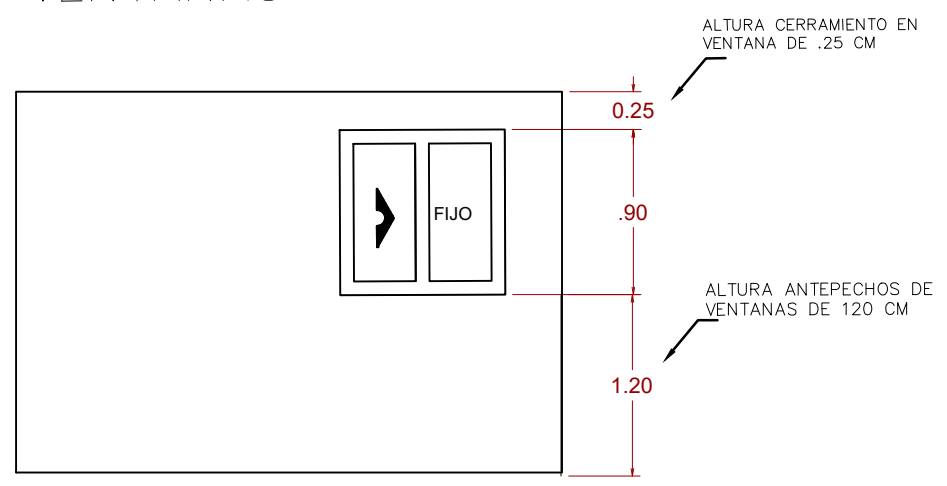 ALTURA CERRAMIENTO EN
VENTANA DE .25 CM
0.25
.90
FIJO
ALTURA ANTEPECHOS DE
VENTANAS DE 120 CM
1.20